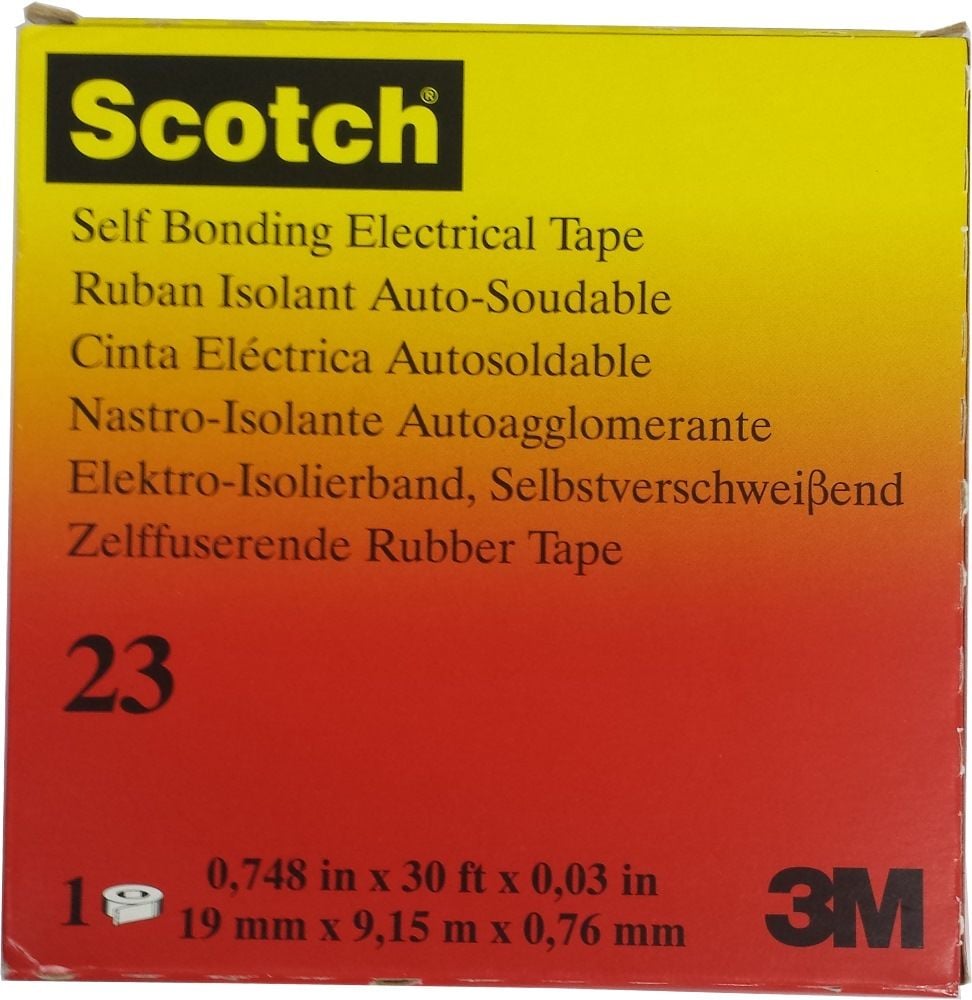 Scotch®
Self Bonding Electrical Tape
Ruban Isolant Auto-Soudable
Cinta Eléctrica Autosoldable
Nastro-Isolante Autoagglomerante
Elektro-Isolierband, Selbstverschweißend
Zelffuserende Rubber Tape
23
1
0,748 in x 30 ft x 0,03 in
19 mm x 9,15 m x 0,76 mm
3M